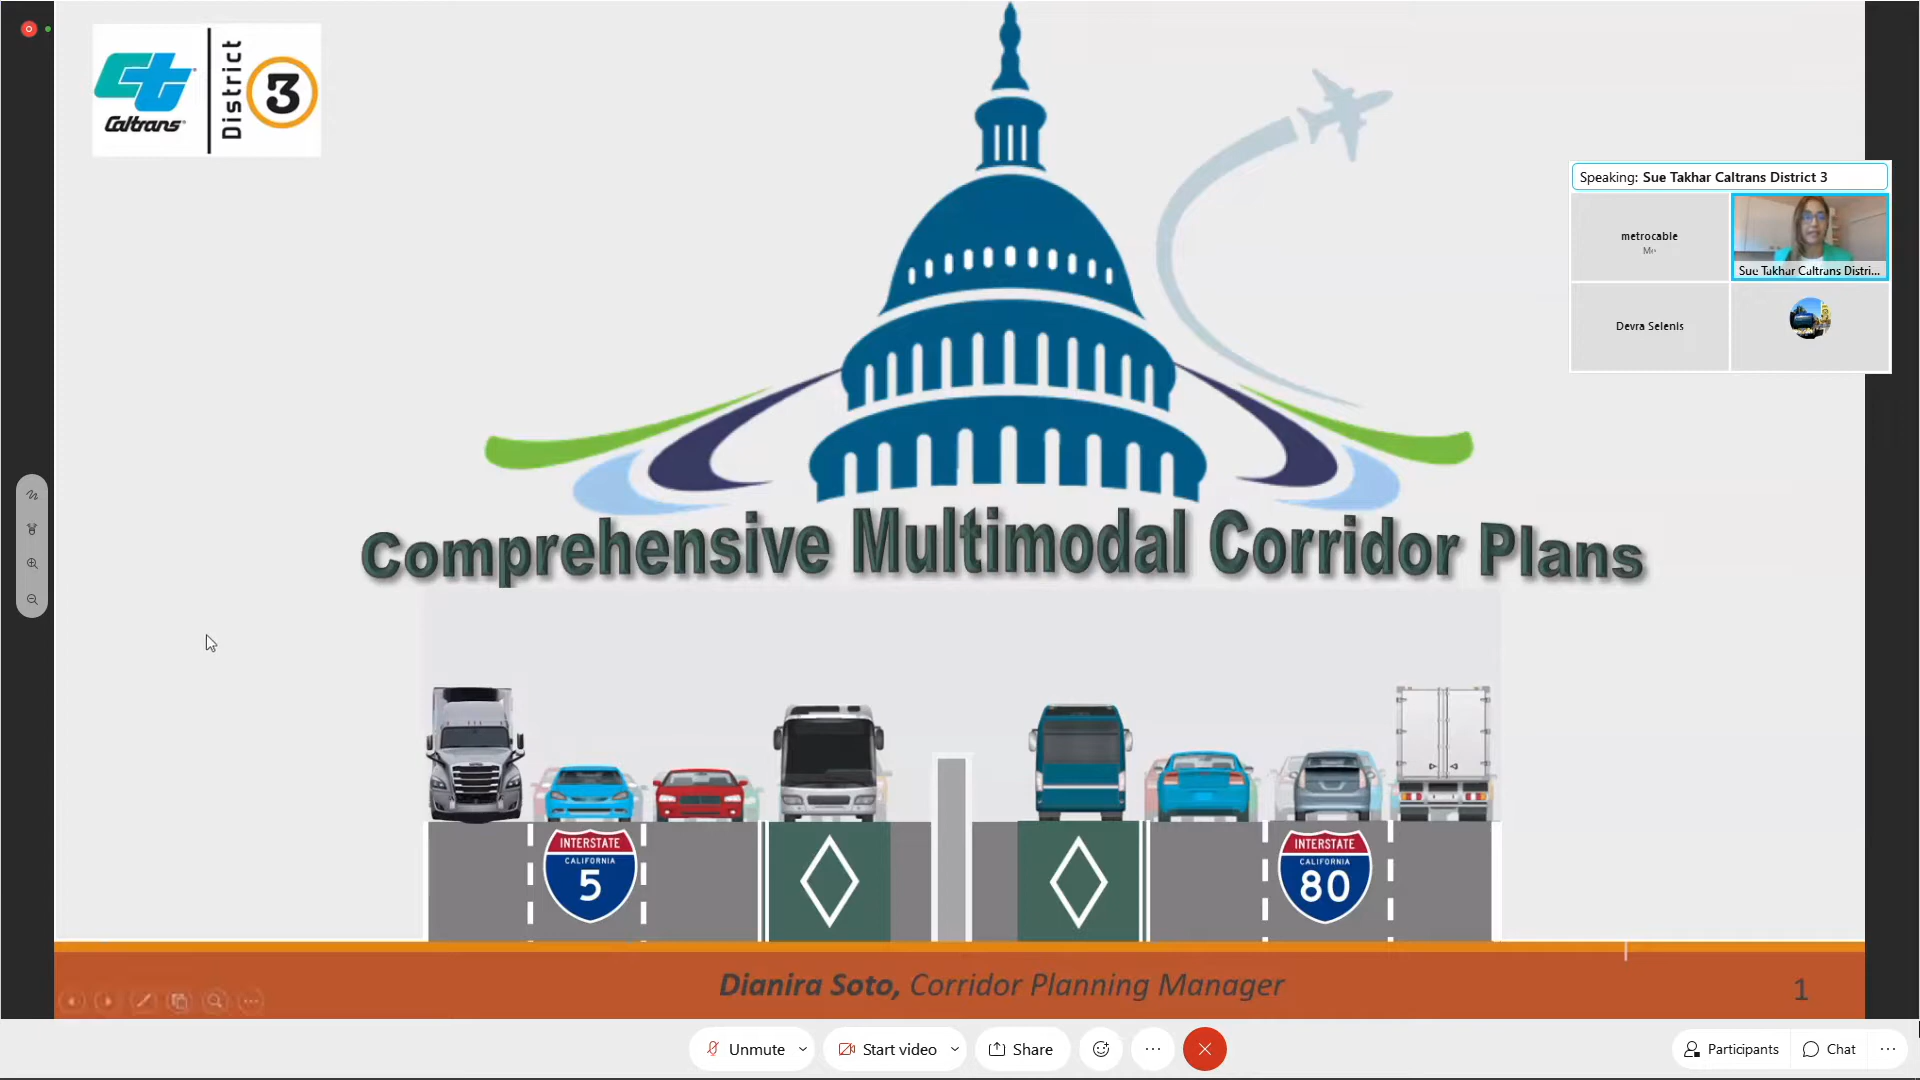 Caltrans
District
3
Speaking: Sue Takhar Caltrans District 3
metrocable
Me
Sue Takhar Caltrans Distri...
Devra Selenis
Comprehensive Multimodal Corridor Plans
INTERSTATE
CALIFORNIA
5
INTERSTATE
CALIFORNIA
80
Dianira Soto, Corridor Planning Manager
1
Unmute
Start video
Share
Participants
Chat